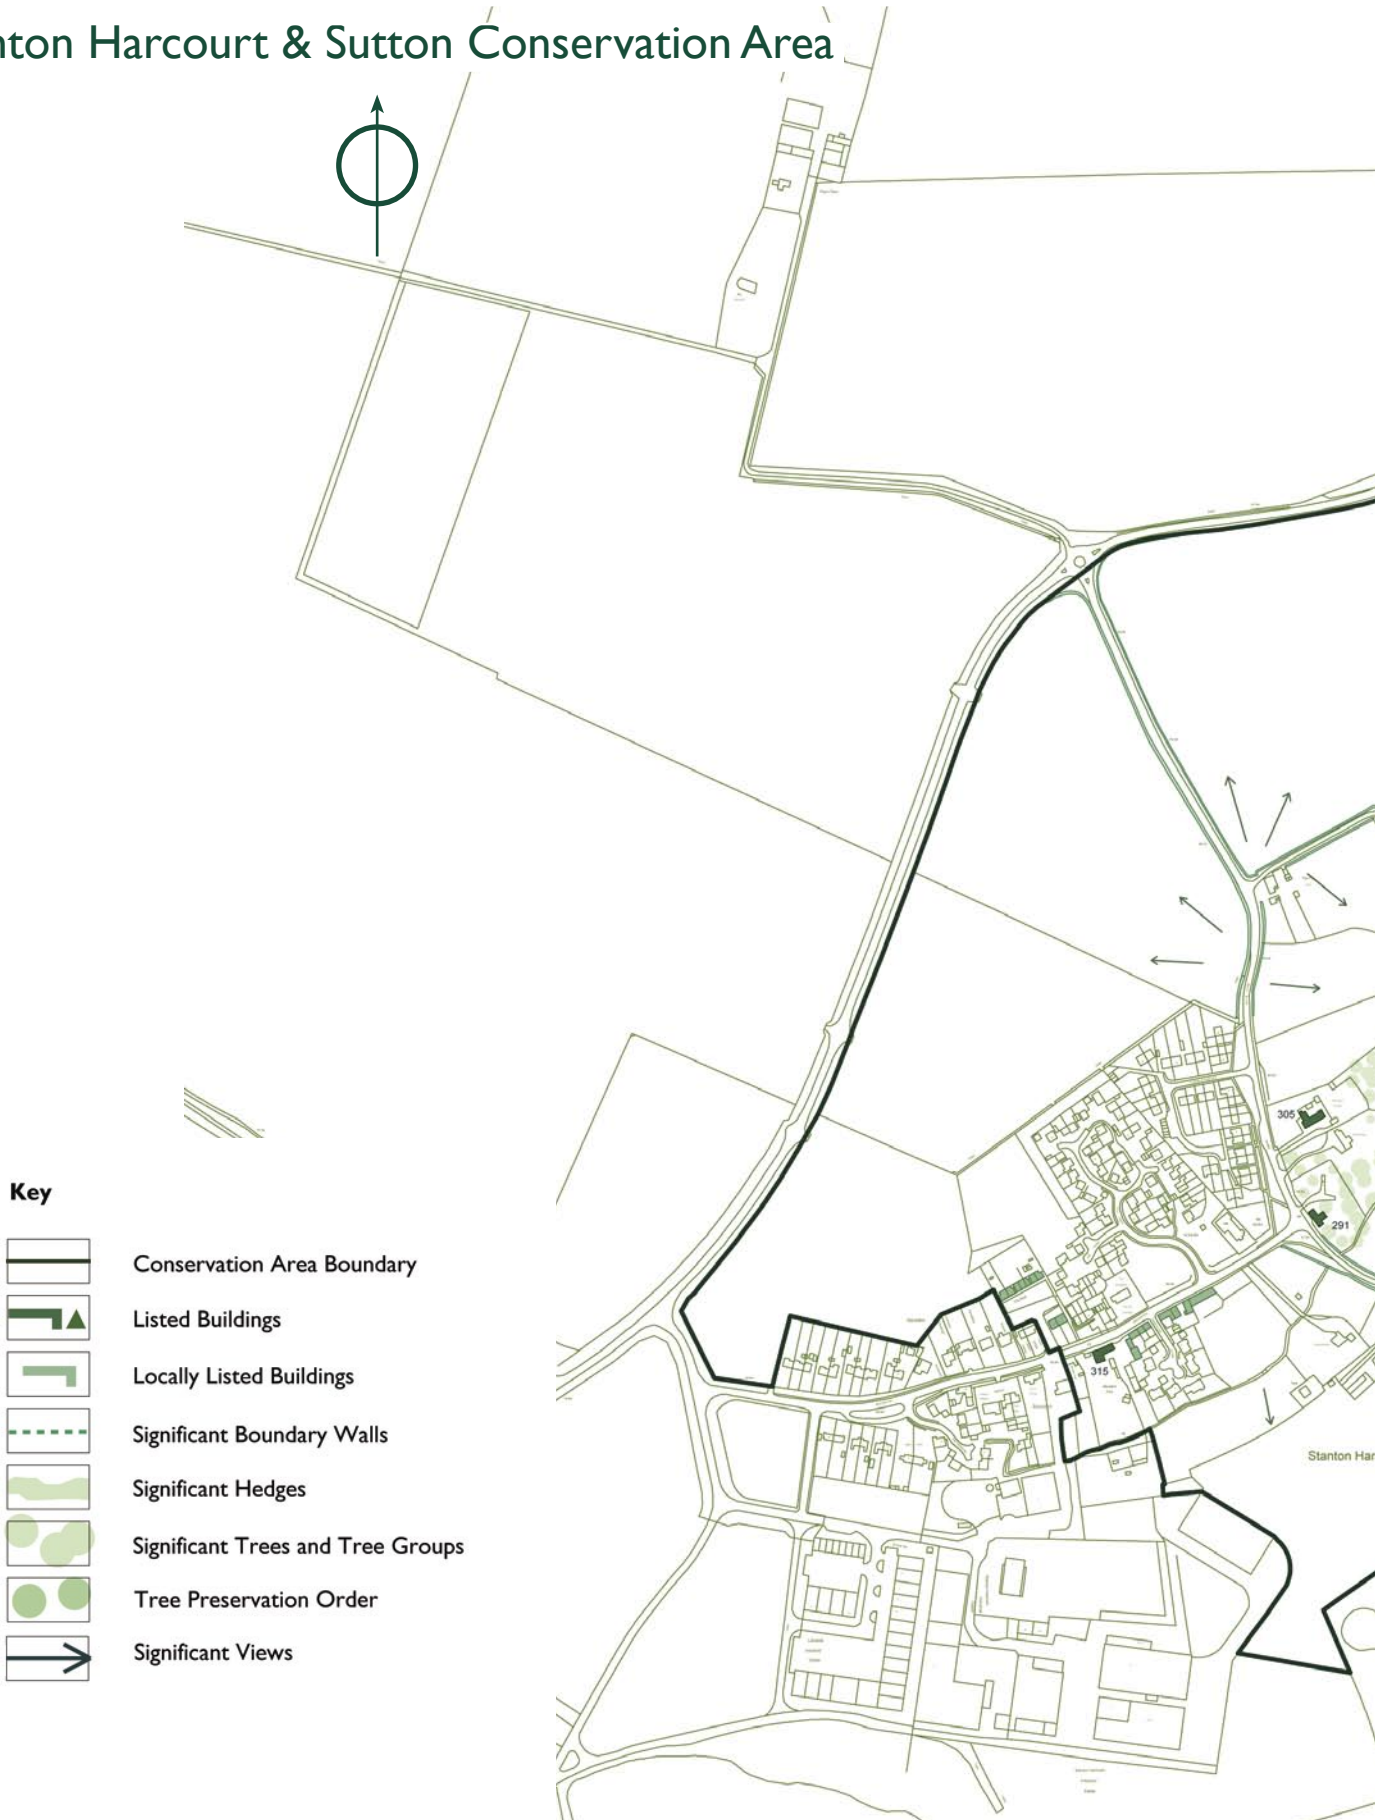 nton Harcourt & Sutton Conservation Area
305
291
315
Stanton Har
Key
Conservation Area Boundary
Listed Buildings
Locally Listed Buildings
Significant Boundary Walls
Significant Hedges
Significant Trees and Tree Groups
Tree Preservation Order
Significant Views